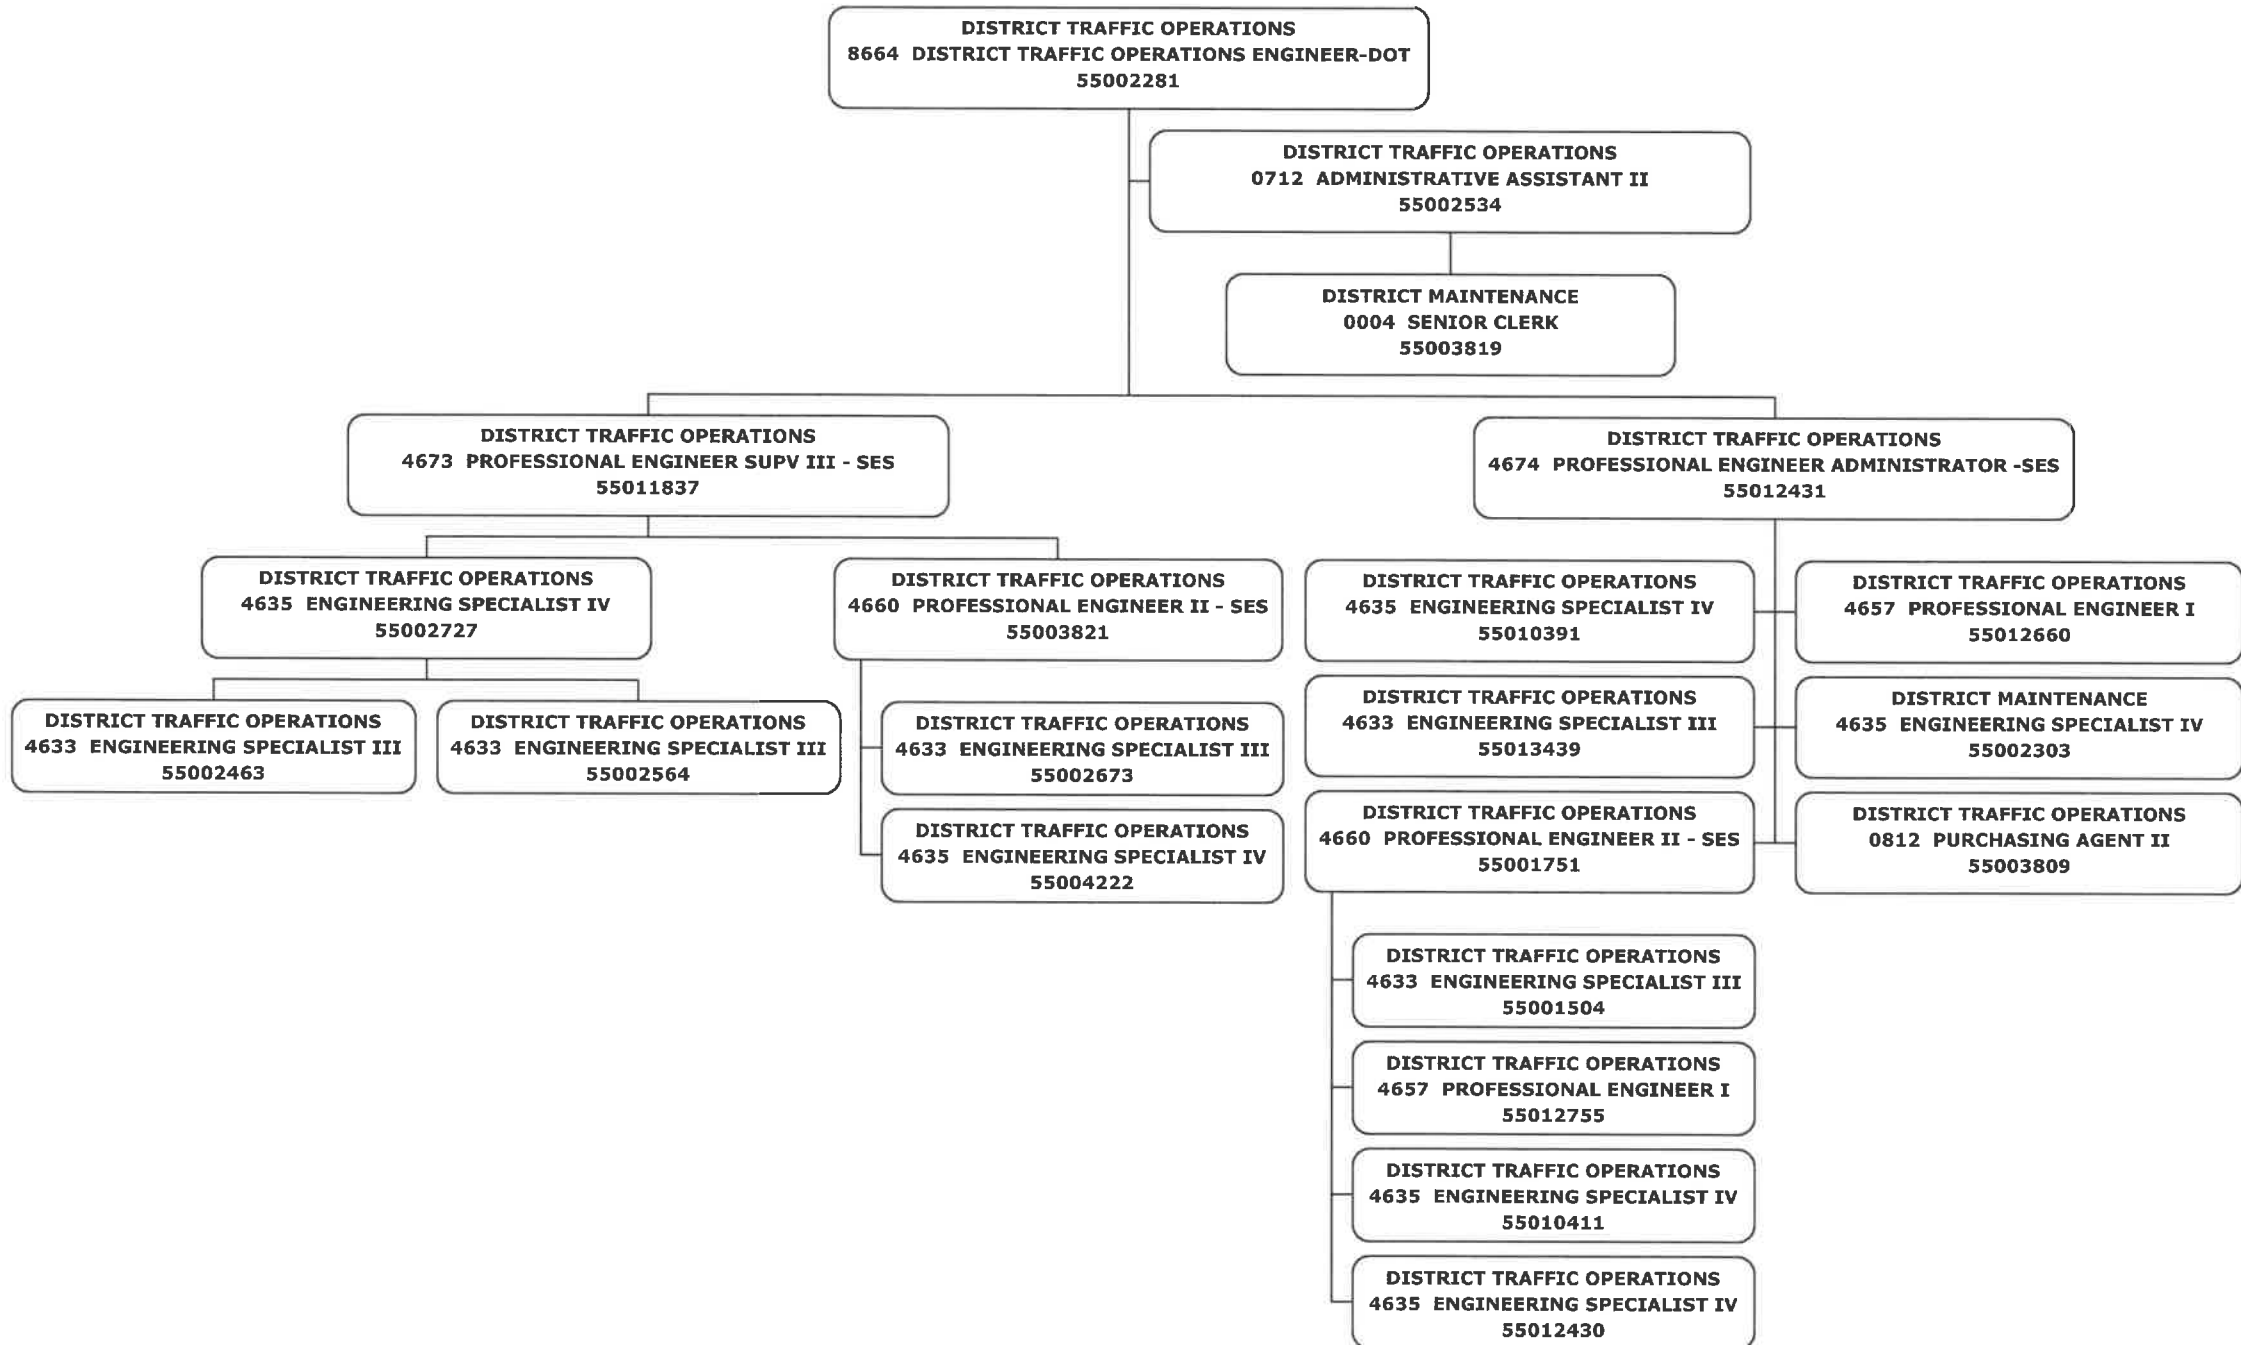 DISTRICT TRAFFIC OPERATIONS
8664 DISTRICT TRAFFIC OPERATIONS ENGINEER-DOT
55002281
DISTRICT TRAFFIC OPERATIONS
0712 ADMINISTRATIVE ASSISTANT II
55002534
DISTRICT MAINTENANCE
0004 SENIOR CLERK
55003819
DISTRICT TRAFFIC OPERATIONS
4673 PROFESSIONAL ENGINEER SUPV III - SES
55011837
DISTRICT TRAFFIC OPERATIONS
4674 PROFESSIONAL ENGINEER ADMINISTRATOR -SES
55012431
DISTRICT TRAFFIC OPERATIONS
4635 ENGINEERING SPECIALIST IV
55002727
DISTRICT TRAFFIC OPERATIONS
4660 PROFESSIONAL ENGINEER II - SES
55003821
DISTRICT TRAFFIC OPERATIONS
4635 ENGINEERING SPECIALIST IV
55010391
DISTRICT TRAFFIC OPERATIONS
4657 PROFESSIONAL ENGINEER I
55012660
DISTRICT TRAFFIC OPERATIONS
4633 ENGINEERING SPECIALIST III
55002463
DISTRICT TRAFFIC OPERATIONS
4633 ENGINEERING SPECIALIST III
55002564
DISTRICT TRAFFIC OPERATIONS
4633 ENGINEERING SPECIALIST III
55002673
DISTRICT TRAFFIC OPERATIONS
4633 ENGINEERING SPECIALIST III
55013439
DISTRICT MAINTENANCE
4635 ENGINEERING SPECIALIST IV
55002303
DISTRICT TRAFFIC OPERATIONS
4635 ENGINEERING SPECIALIST IV
55004222
DISTRICT TRAFFIC OPERATIONS
4660 PROFESSIONAL ENGINEER II - SES
55001751
DISTRICT TRAFFIC OPERATIONS
0812 PURCHASING AGENT II
55003809
DISTRICT TRAFFIC OPERATIONS
4633 ENGINEERING SPECIALIST III
55001504
DISTRICT TRAFFIC OPERATIONS
4657 PROFESSIONAL ENGINEER I
55012755
DISTRICT TRAFFIC OPERATIONS
4635 ENGINEERING SPECIALIST IV
55010411
DISTRICT TRAFFIC OPERATIONS
4635 ENGINEERING SPECIALIST IV
55012430